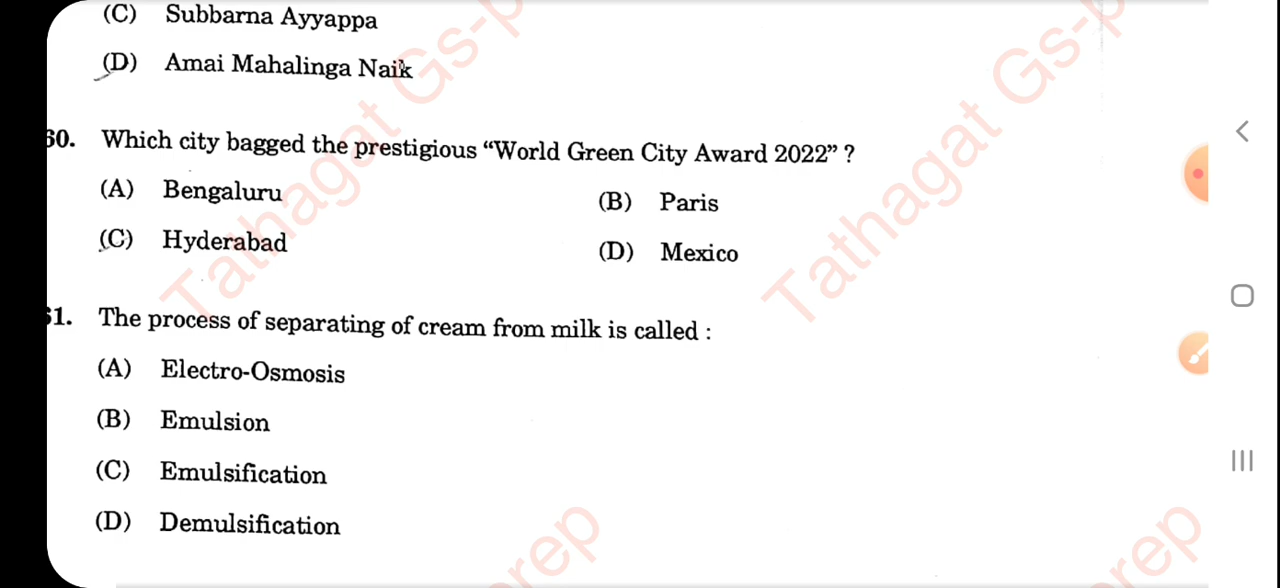 (C) Subbarna Ayyappa
(D) Amai Mahalinga Naik
60. Which city bagged the prestigious “World Green City Award 2022” ?
(A) Bengaluru
(B) Paris
(C) Hyderabad
(D) Mexico
61. The process of separating of cream from milk is called :
(A) Electro-Osmosis
(B) Emulsion
(C) Emulsification
(D) Demulsification
Tathagat Gs-p
Tathagat Gs-p
rep
rep